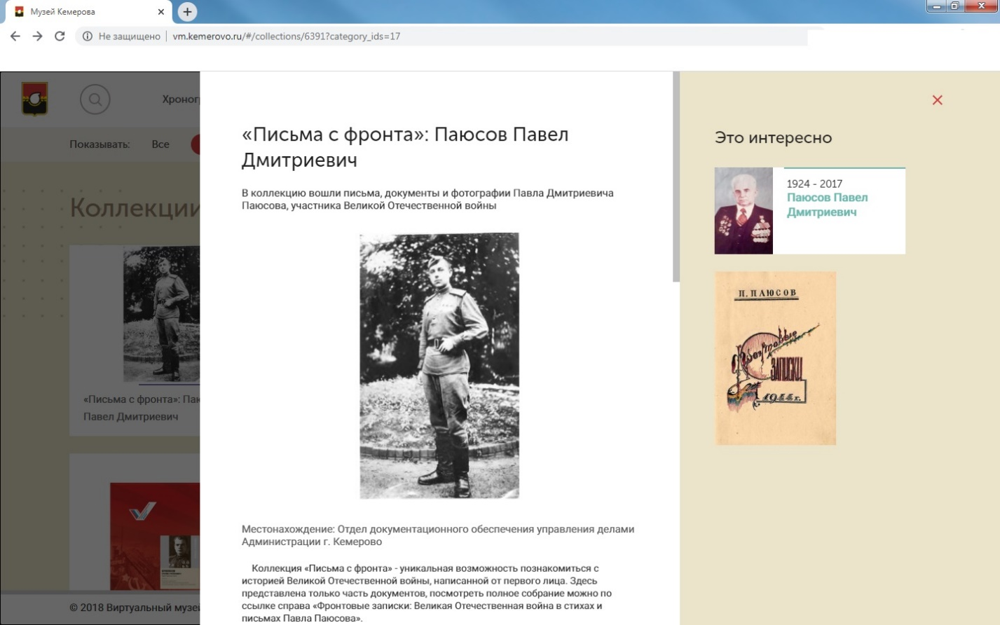 Музей Кемерова
Не защищено
vm.kemerovo.ru/#/collections/6391?category_ids=17
Хроног
Показывать: Все
Коллекции
«Письма с фронта»: Па
Павел Дмитриевич
© 2018 Виртуальный музе
«Письма с фронта»: Паюсов Павел
Дмитриевич
В коллекцию вошли письма, документы и фотографии Павла Дмитриевича
Паюсова, участника Великой Отечественной войны
Местонахождение: Отдел документационного обеспечения управления делами
Администрации г. Кемерово
Коллекция «Письма с фронта» - уникальная возможность познакомиться с
историей Великой Отечественной войны, написанной от первого лица. Здесь
представлена только часть документов, посмотреть полное собрание можно по
ссылке справа «Фронтовые записки: Великая Отечественная война в стихах и
письмах Павла Паюсова».
Это интересно
1924 - 2017
Паюсов Павел
Дмитриевич
П. ПАЮСОВ
Фронтовые
ЗАПИСКИ
1944г.